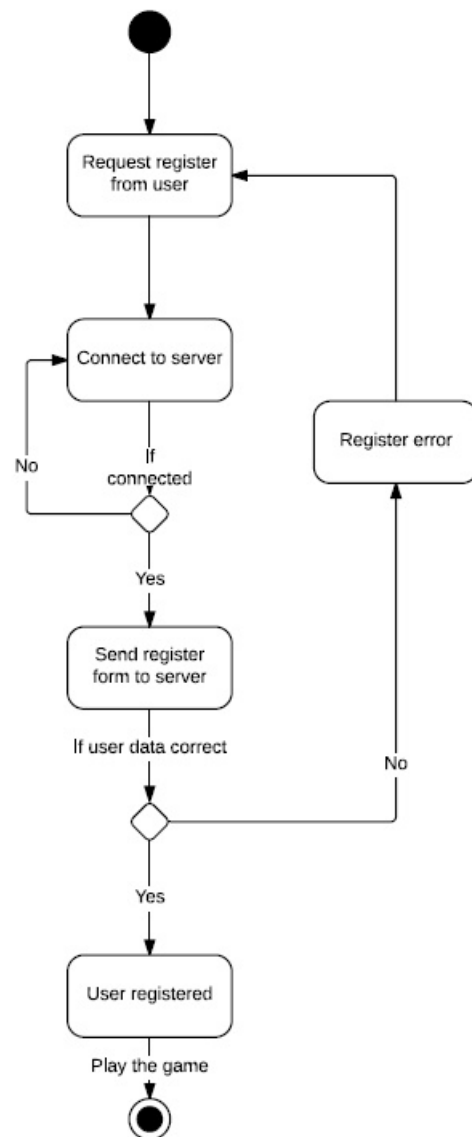 Request register
from user
Connect to server
If
connected
No
Yes
Register error
Send register
form to server
If user data correct
No
Yes
User registered
Play the game